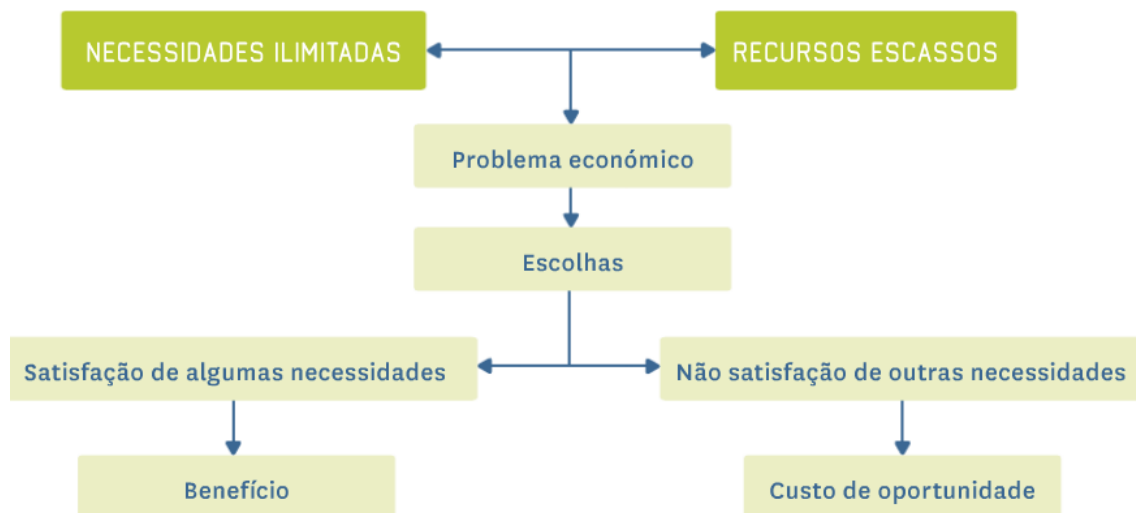 NECESSIDADES ILIMITADAS
RECURSOS ESCASSOS
Problema económico
Escolhas
Satisfação de algumas necessidades
Não satisfação de outras necessidades
Benefício
Custo de oportunidade